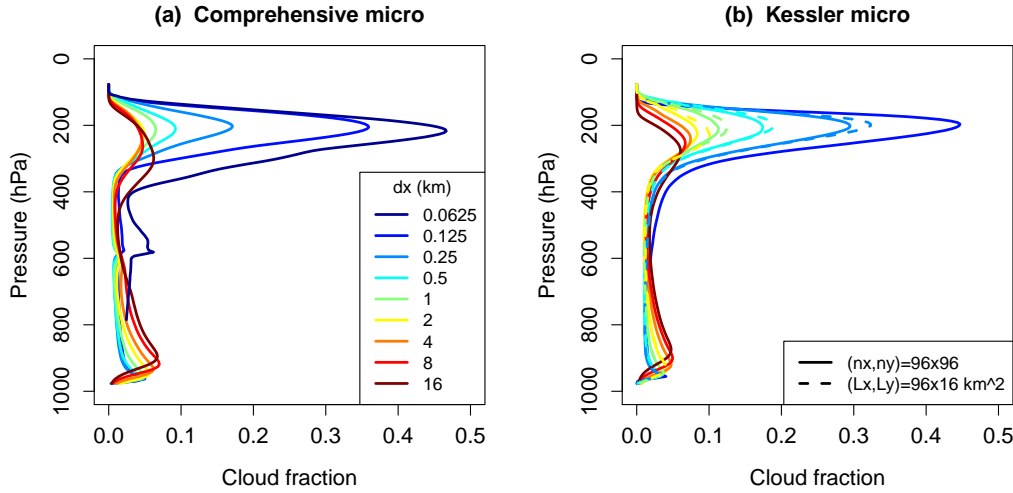 (a) Comprehensive micro
Pressure (hPa)
0
200
400
600
800
1000
dx (km)
0.0625
0.125
0.25
0.5
1
2
4
8
16
0.0 0.1 0.2 0.3 0.4 0.5
Cloud fraction
(b) Kessler micro
Pressure (hPa)
0
200
400
600
800
1000
(nx,ny)=96x96
(Lx,Ly)=96x16 km^2
0.0 0.1 0.2 0.3 0.4 0.5
Cloud fraction